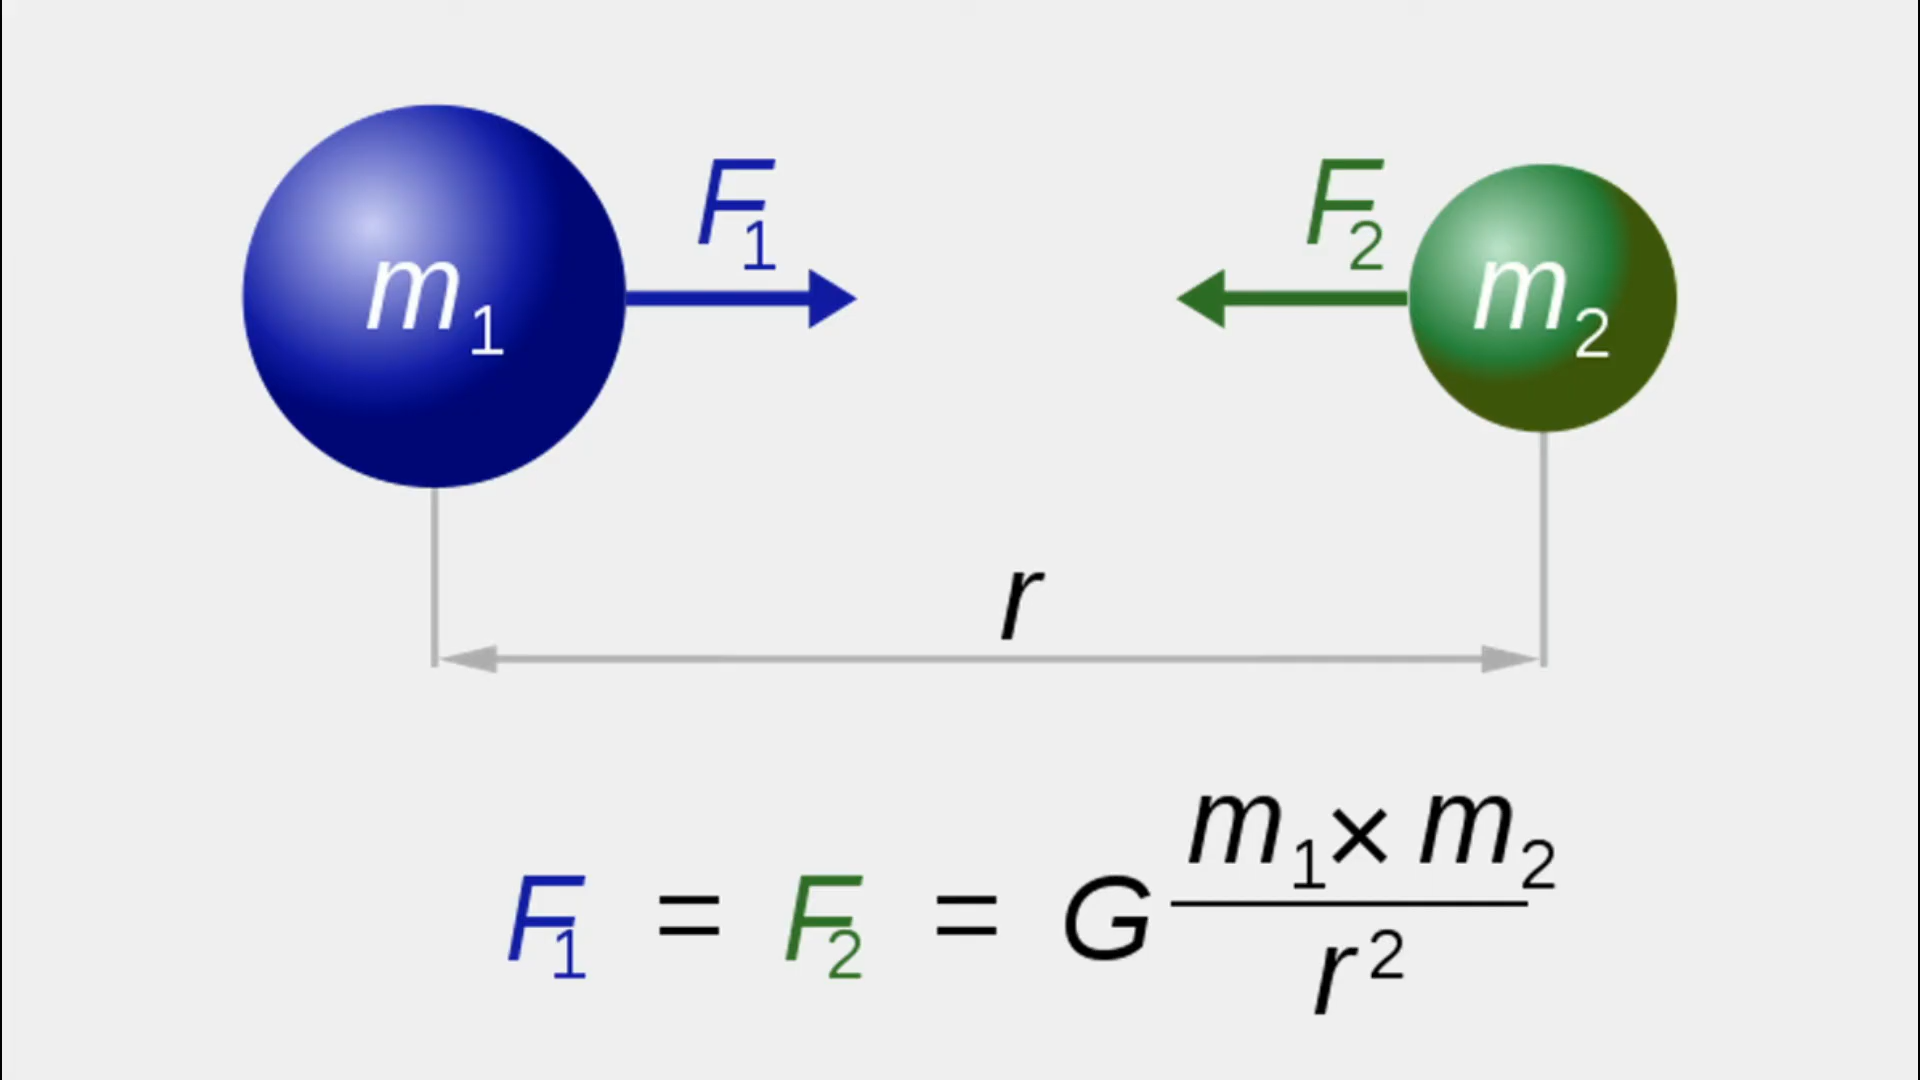 F₁ F₂
m₁ m₂
r
F₁ = F₂ = G (m₁ × m₂) / r²